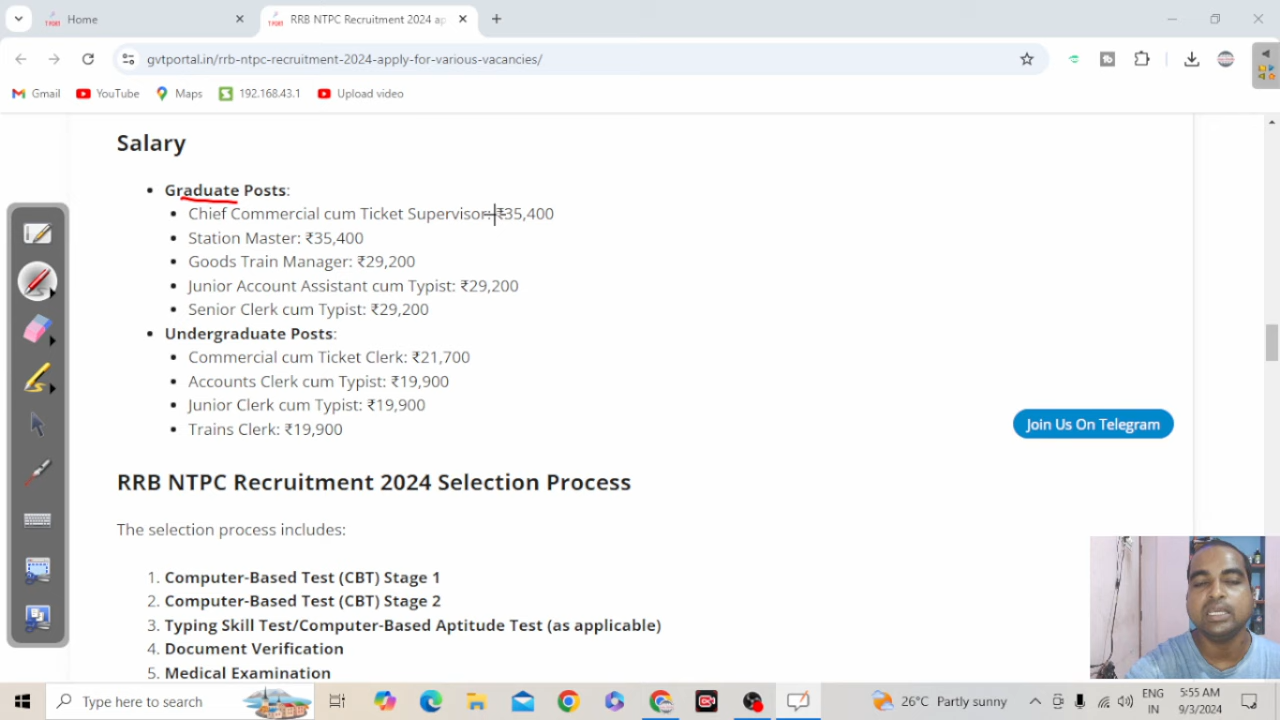 Home
RRB NTPC Recruitment 2024 ap
gvtportal.in/rrb-ntpc-recruitment-2024-apply-for-various-vacancies/
Gmail YouTube Maps 192.168.43.1 Upload video
Salary
Graduate Posts:
Chief Commercial cum Ticket Supervisor: ₹35,400
Station Master: ₹35,400
Goods Train Manager: ₹29,200
Junior Account Assistant cum Typist: ₹29,200
Senior Clerk cum Typist: ₹29,200
Undergraduate Posts:
Commercial cum Ticket Clerk: ₹21,700
Accounts Clerk cum Typist: ₹19,900
Junior Clerk cum Typist: ₹19,900
Trains Clerk: ₹19,900
Join Us On Telegram
RRB NTPC Recruitment 2024 Selection Process
The selection process includes:
1. Computer-Based Test (CBT) Stage 1
2. Computer-Based Test (CBT) Stage 2
3. Typing Skill Test/Computer-Based Aptitude Test (as applicable)
4. Document Verification
5. Medical Examination
Type here to search
26°C Partly sunny
ENG
IN
5:55 AM
9/3/2024